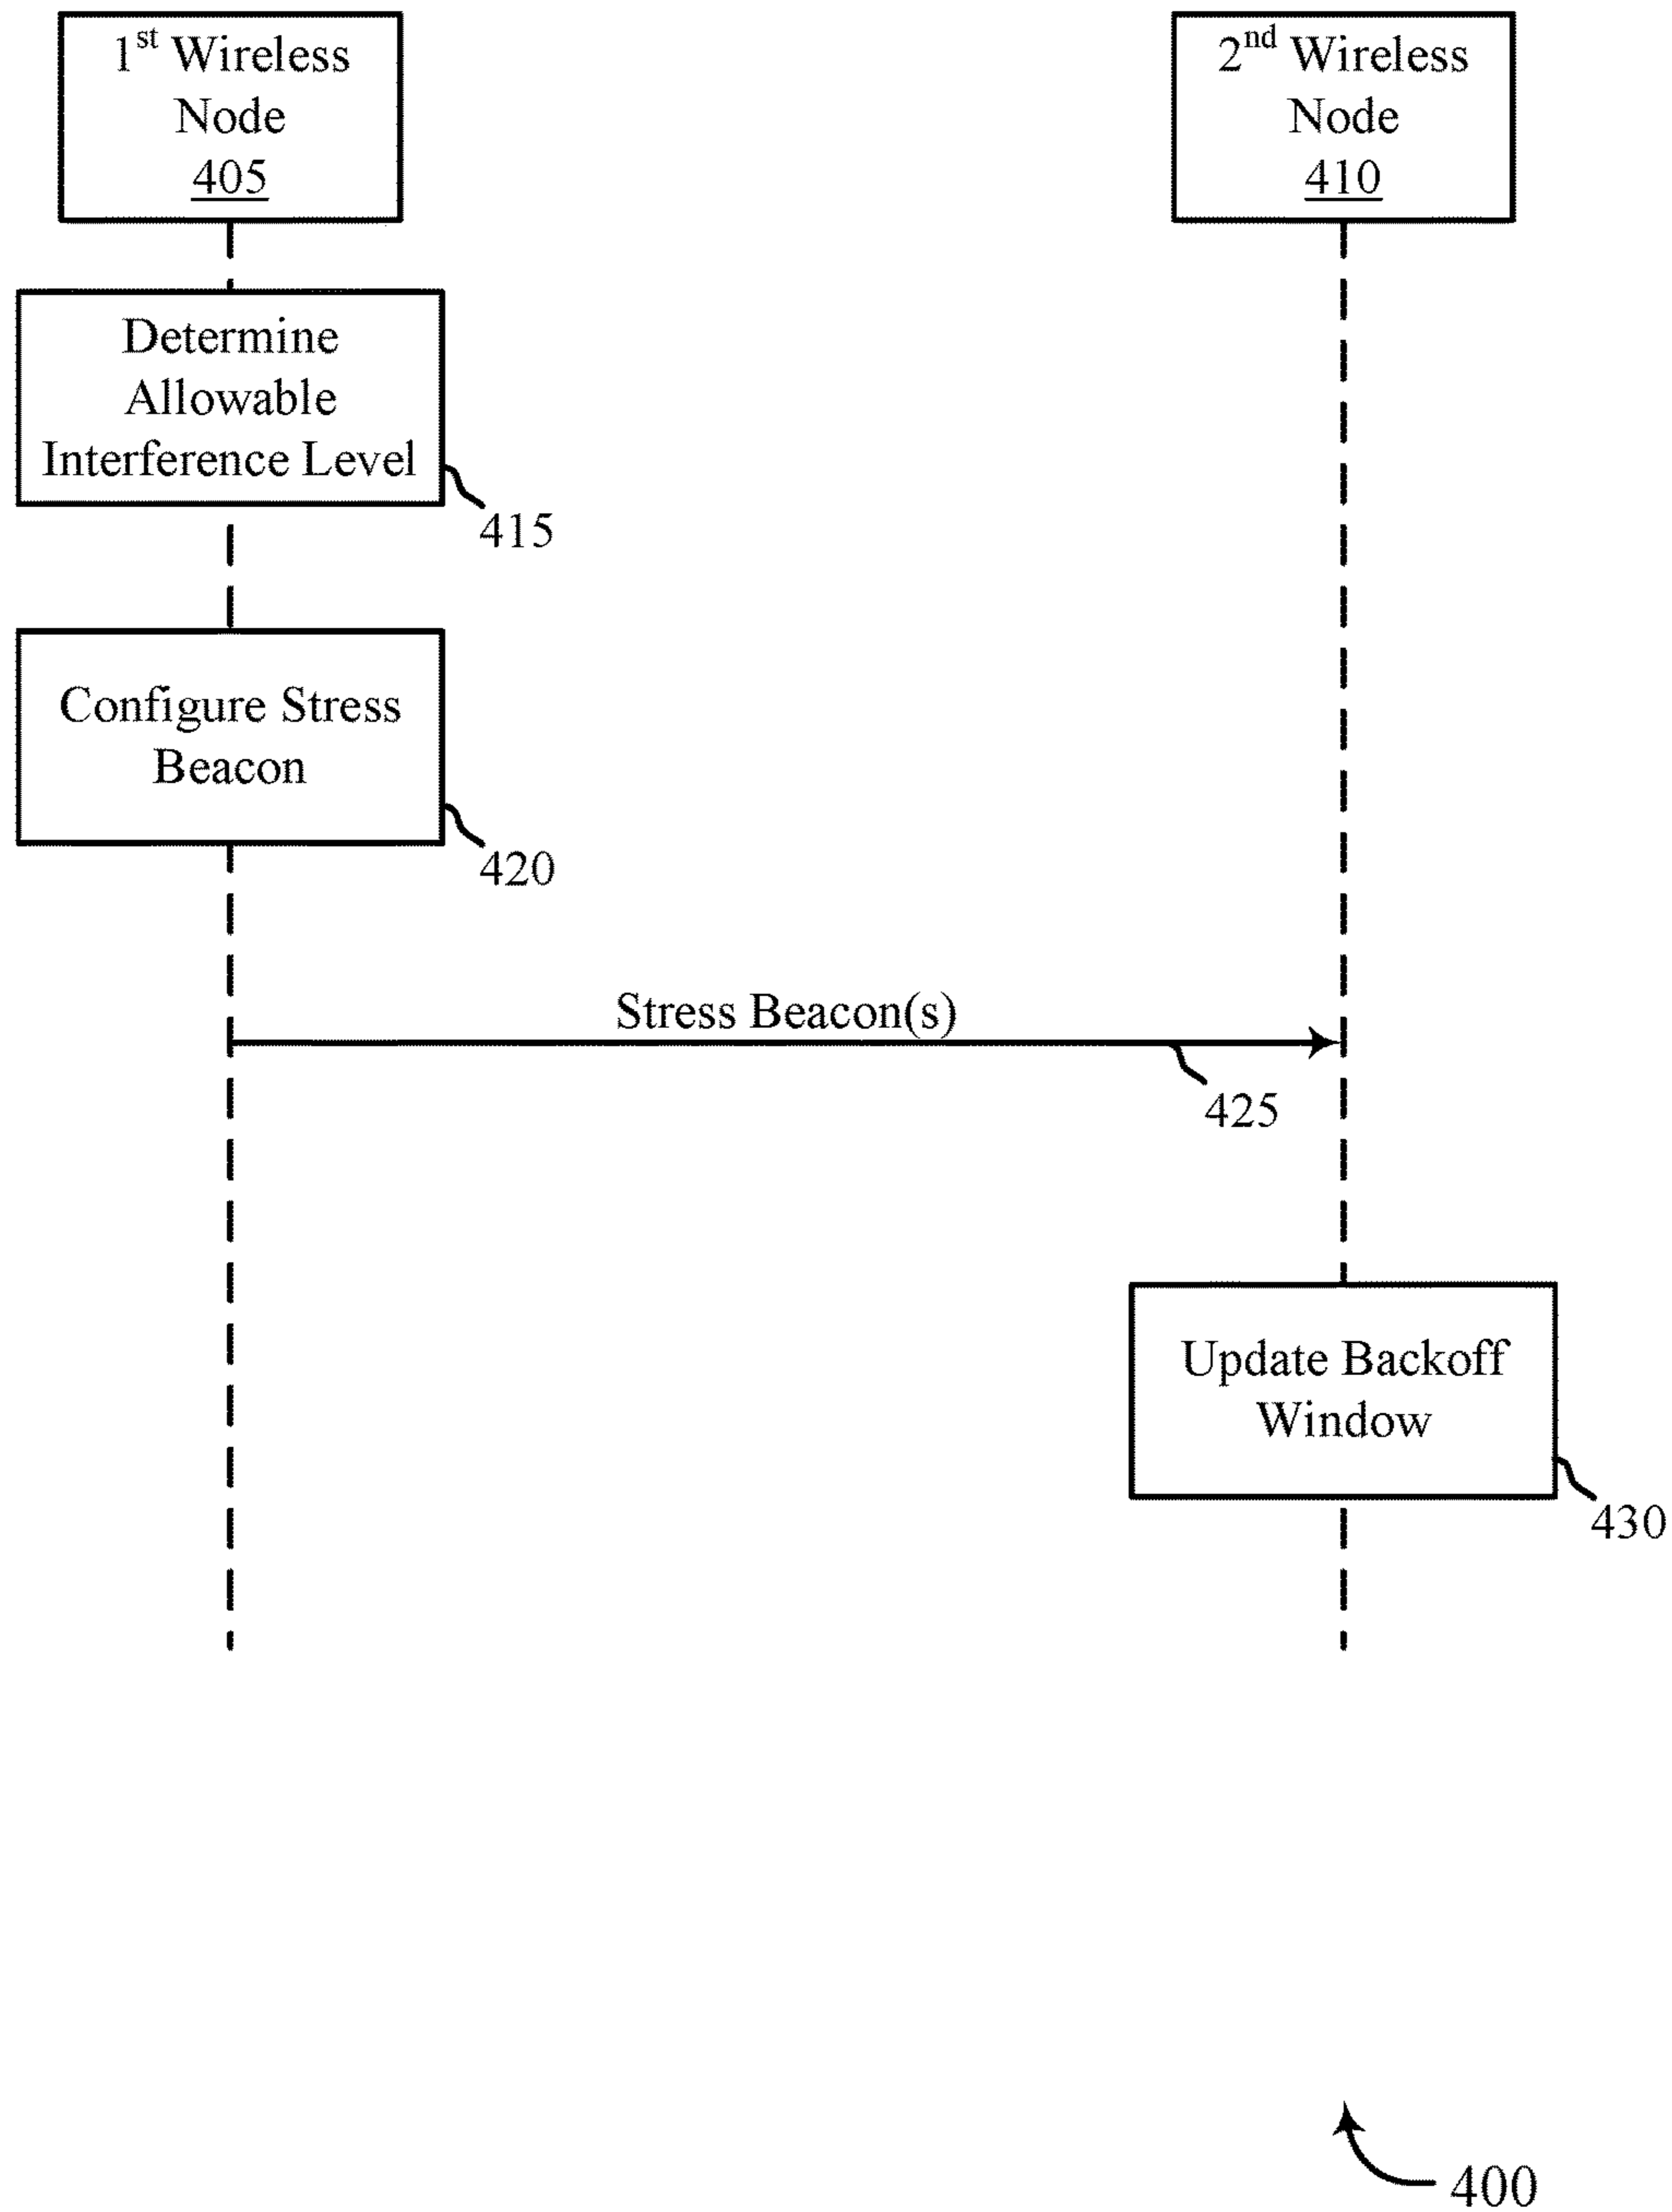 1st Wireless
Node
405
2nd Wireless
Node
410
Determine
Allowable
Interference Level
415
Configure Stress
Beacon
420
Stress Beacon(s)
425
Update Backoff
Window
430
400